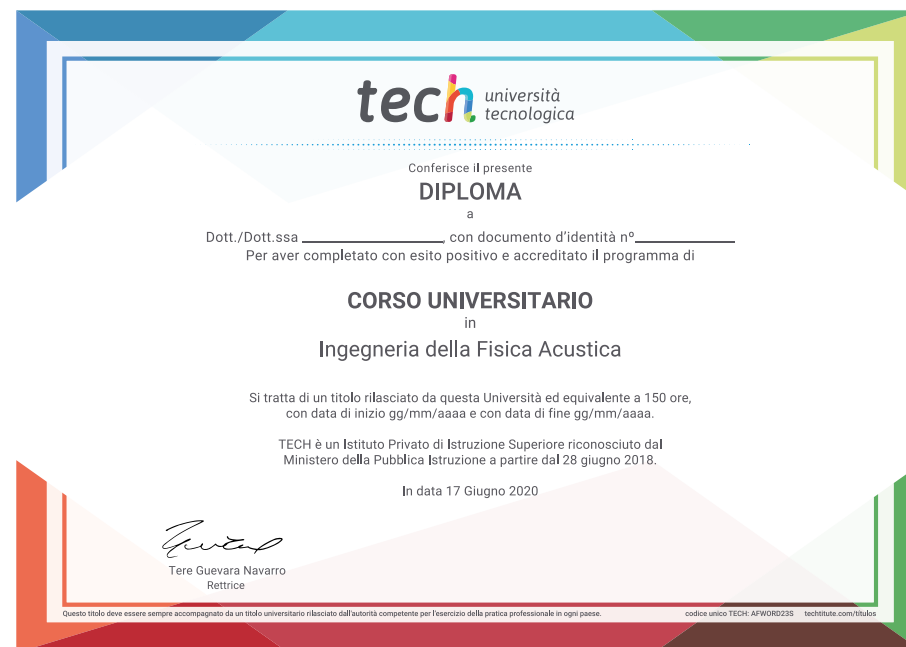 tech università
tecnologica
Conferisce il presente
DIPLOMA
a
Dott./Dott.ssa ____________________, con documento d'identità nº______________
Per aver completato con esito positivo e accreditato il programma di
CORSO UNIVERSITARIO
in
Ingegneria della Fisica Acustica
Si tratta di un titolo rilasciato da questa Università ed equivalente a 150 ore,
con data di inizio gg/mm/aaaa e con data di fine gg/mm/aaaa.
TECH è un Istituto Privato di Istruzione Superiore riconosciuto dal
Ministero della Pubblica Istruzione a partire dal 28 giugno 2018.
In data 17 Giugno 2020
Tere Guevara Navarro
Rettrice
Questo titolo deve essere sempre accompagnato da un titolo universitario rilasciato dall'autorità competente per l'esercizio della pratica professionale in ogni paese. codice unico TECH: AFWORD23S techtitute.com/titulos